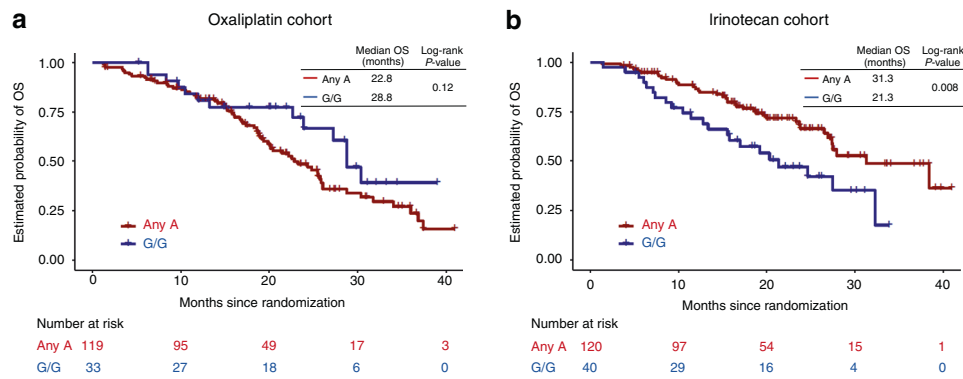 a
Oxaliplatin cohort
Median OS (months)
Log-rank P-value
Any A 22.8
0.12
G/G 28.8
Estimated probability of OS
1.00
0.75
0.50
0.25
0.00
Any A
G/G
0 10 20 30 40
Months since randomization
Number at risk
Any A 119 95 49 17 3
G/G 33 27 18 6 0
b
Irinotecan cohort
Median OS (months)
Log-rank P-value
Any A 31.3
0.008
G/G 21.3
Estimated probability of OS
1.00
0.75
0.50
0.25
0.00
Any A
G/G
0 10 20 30 40
Months since randomization
Number at risk
Any A 120 97 54 15 1
G/G 40 29 16 4 0